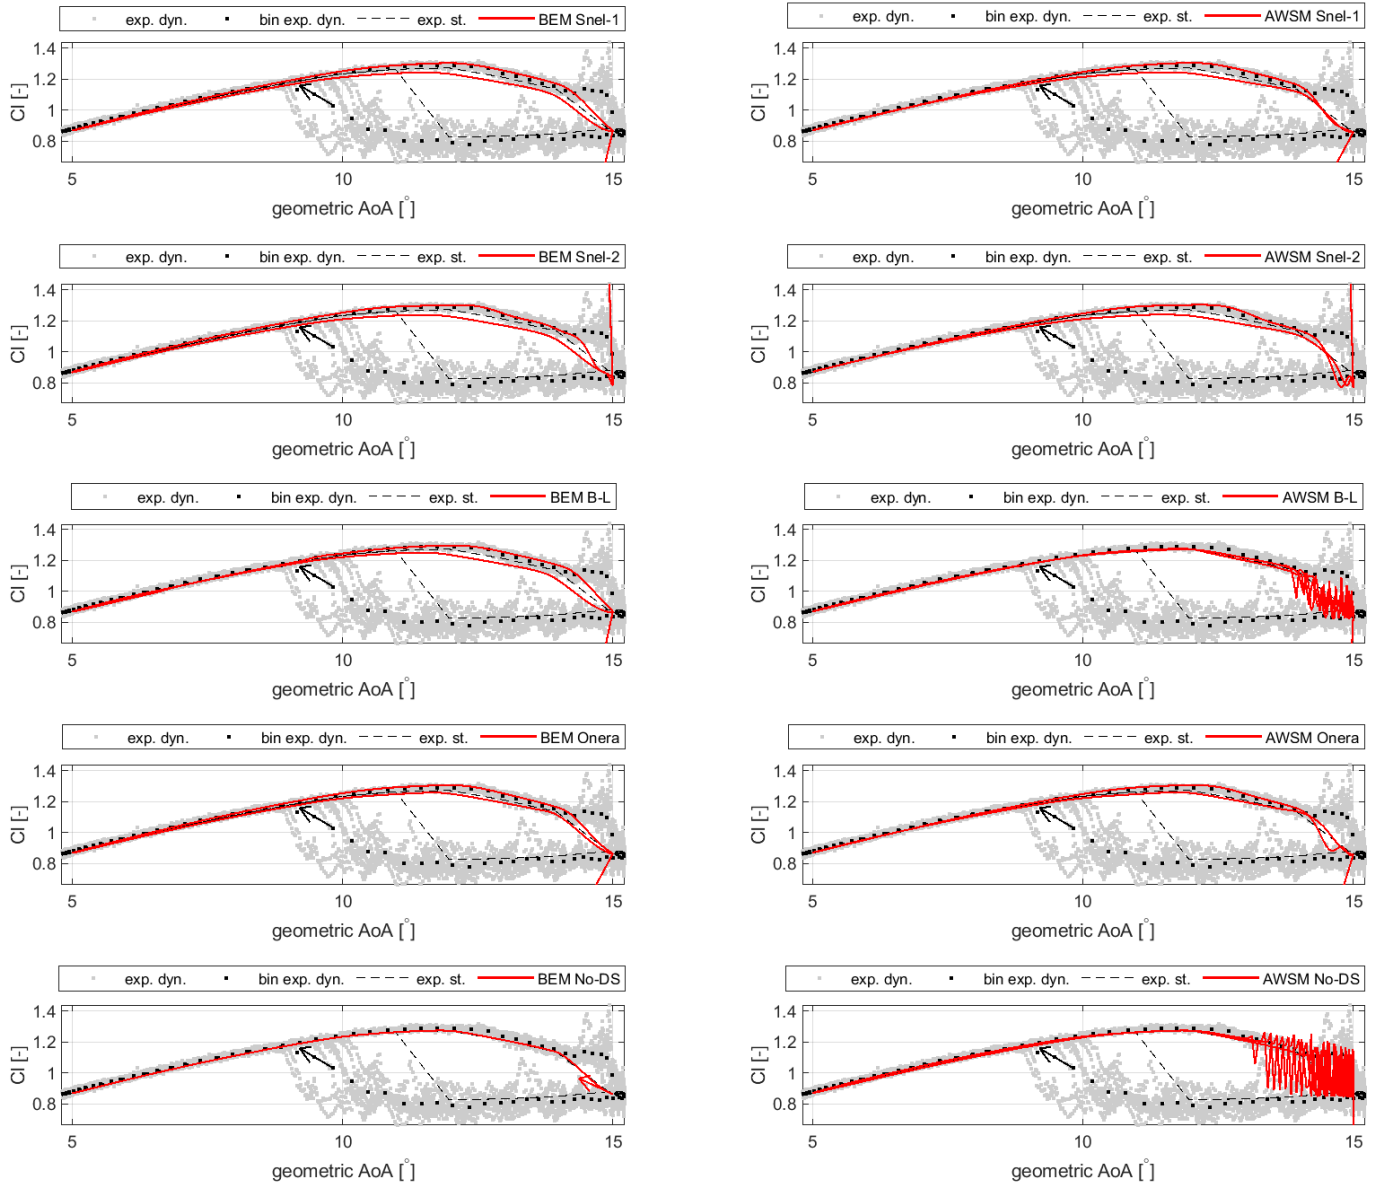 exp. dyn. bin exp. dyn. exp. st. BEM Snel-1
1.4
1.2
1
0.8
Cl [-]
5 10 15
geometric AoA [°]
exp. dyn. bin exp. dyn. exp. st. AWSM Snel-1
1.4
1.2
1
0.8
Cl [-]
5 10 15
geometric AoA [°]
exp. dyn. bin exp. dyn. exp. st. BEM Snel-2
1.4
1.2
1
0.8
Cl [-]
5 10 15
geometric AoA [°]
exp. dyn. bin exp. dyn. exp. st. AWSM Snel-2
1.4
1.2
1
0.8
Cl [-]
5 10 15
geometric AoA [°]
exp. dyn. bin exp. dyn. exp. st. BEM B-L
1.4
1.2
1
0.8
Cl [-]
5 10 15
geometric AoA [°]
exp. dyn. bin exp. dyn. exp. st. AWSM B-L
1.4
1.2
1
0.8
Cl [-]
5 10 15
geometric AoA [°]
exp. dyn. bin exp. dyn. exp. st. BEM Onera
1.4
1.2
1
0.8
Cl [-]
5 10 15
geometric AoA [°]
exp. dyn. bin exp. dyn. exp. st. AWSM Onera
1.4
1.2
1
0.8
Cl [-]
5 10 15
geometric AoA [°]
exp. dyn. bin exp. dyn. exp. st. BEM No-DS
1.4
1.2
1
0.8
Cl [-]
5 10 15
geometric AoA [°]
exp. dyn. bin exp. dyn. exp. st. AWSM No-DS
1.4
1.2
1
0.8
Cl [-]
5 10 15
geometric AoA [°]